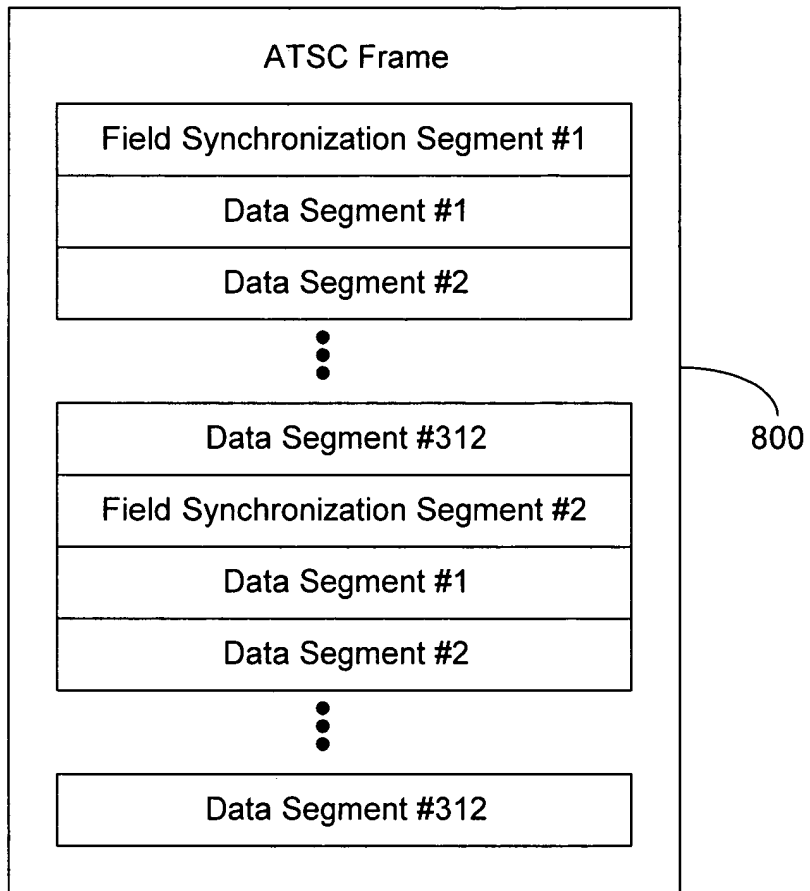 ATSC Frame
Field Synchronization Segment #1
Data Segment #1
Data Segment #2
Data Segment #312
800
Field Synchronization Segment #2
Data Segment #1
Data Segment #2
Data Segment #312